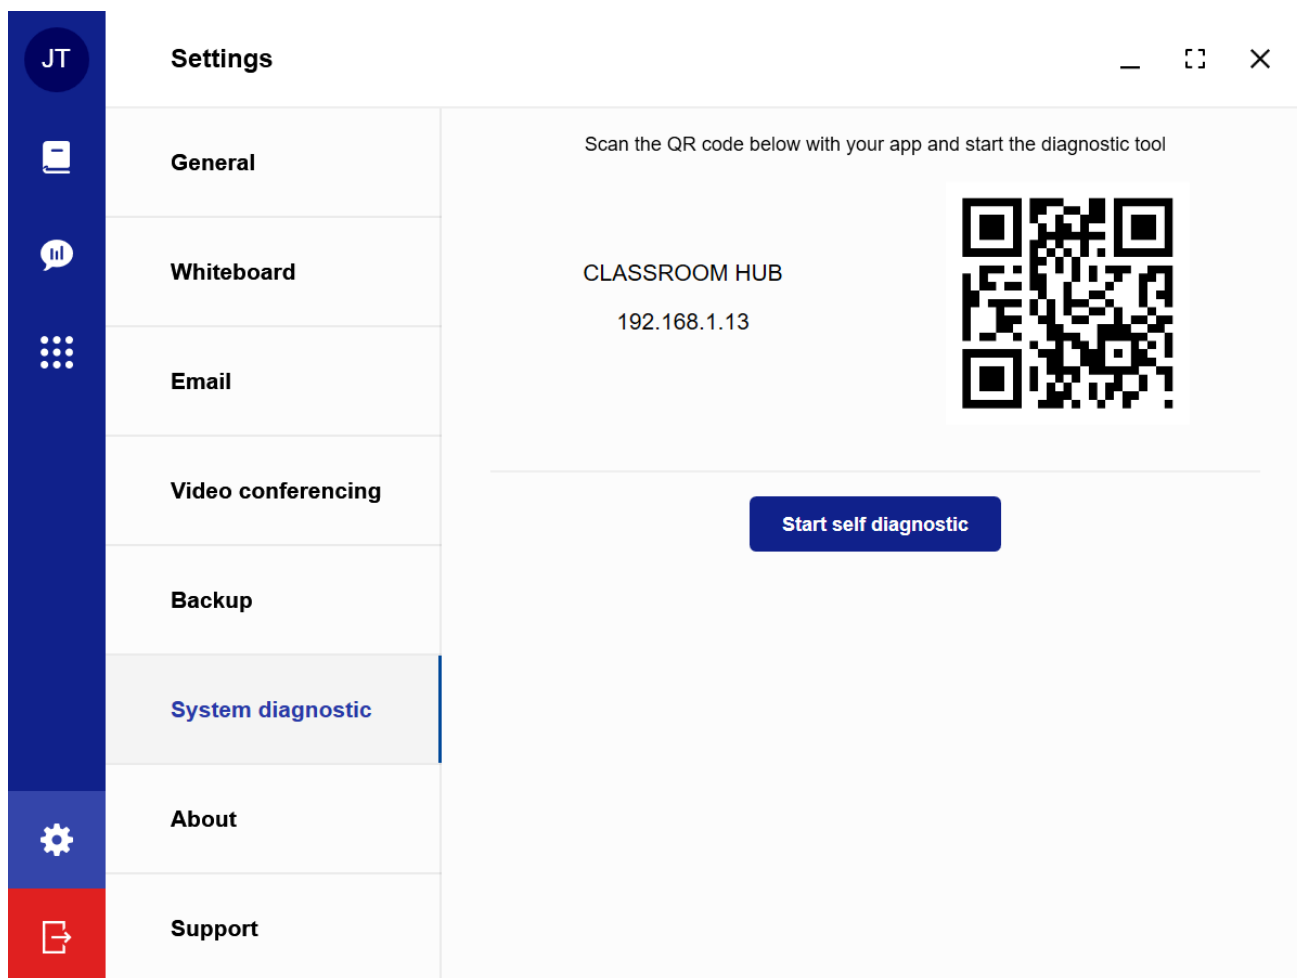 JT
Settings
General
Whiteboard
Email
Video conferencing
Backup
System diagnostic
About
Support
Scan the QR code below with your app and start the diagnostic tool
CLASSROOM HUB
192.168.1.13
Start self diagnostic